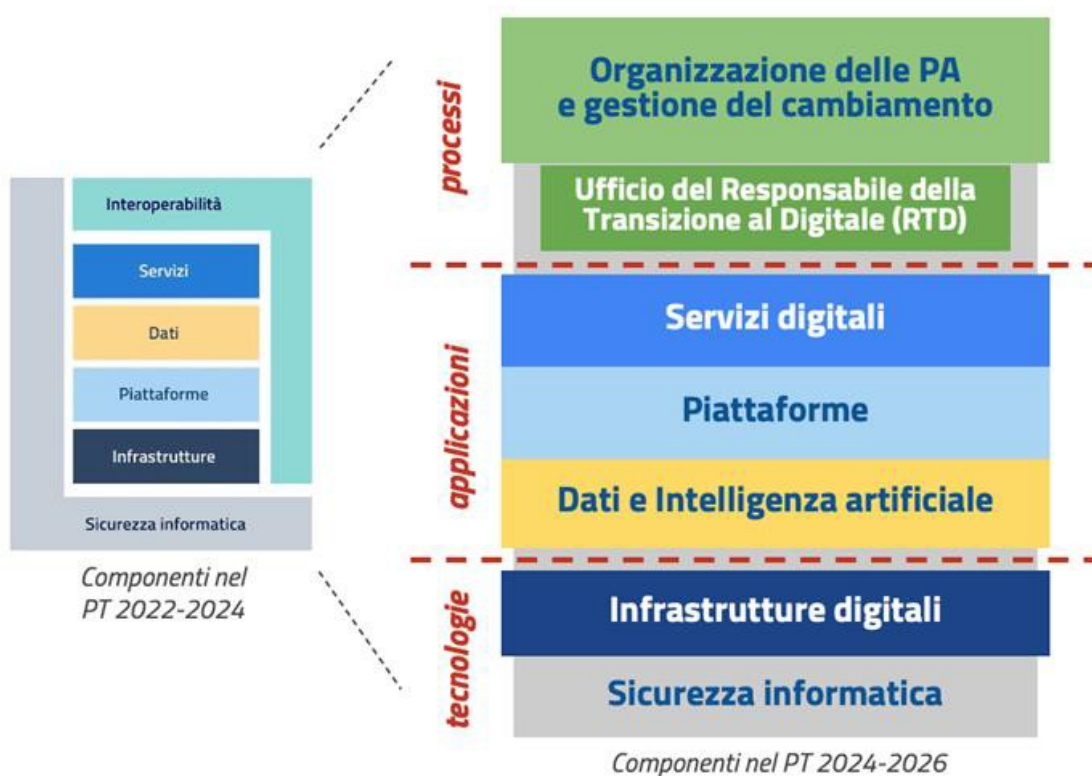 Interoperabilità
Servizi
Dati
Piattaforme
Infrastrutture
Sicurezza informatica
Componenti nel
PT 2022-2024
processi
Organizzazione delle PA
e gestione del cambiamento
Ufficio del Responsabile della
Transizione al Digitale (RTD)
applicazioni
Servizi digitali
Piattaforme
Dati e Intelligenza artificiale
tecnologie
Infrastrutture digitali
Sicurezza informatica
Componenti nel PT 2024-2026